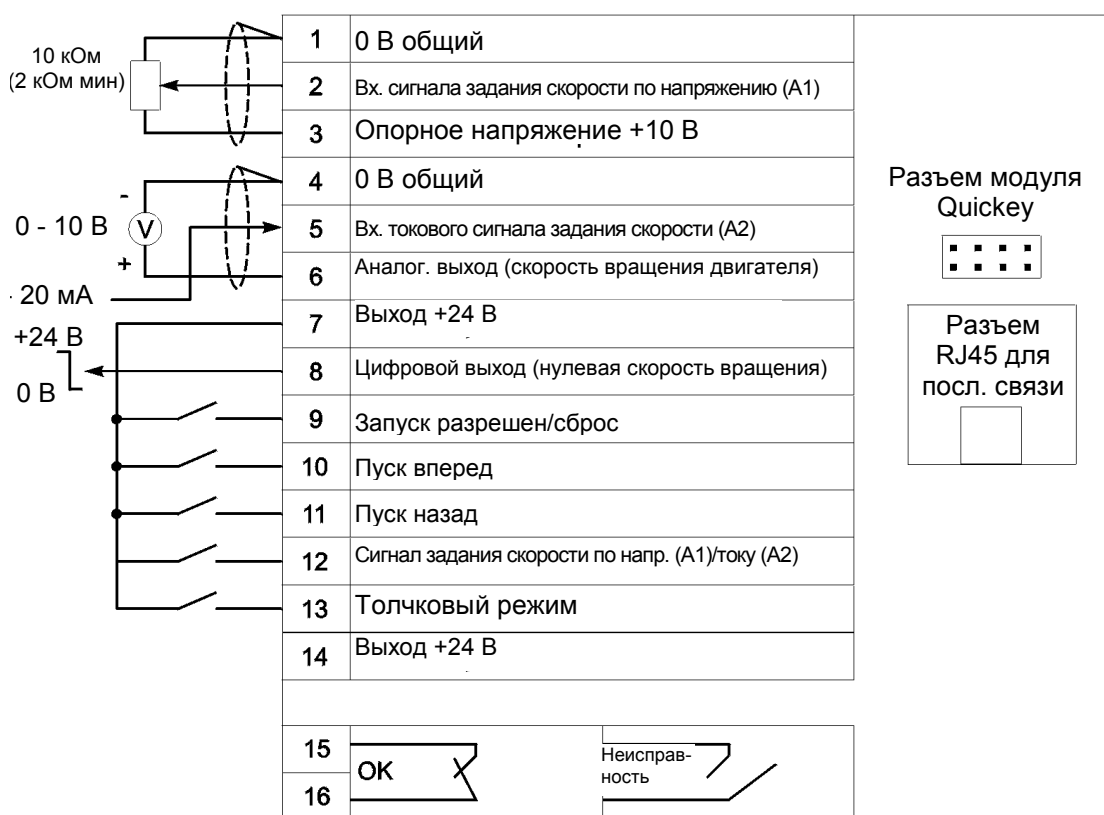 10 кОм
(2 кОм мин)
1 0 В общий
2 Вх. сигнала задания скорости по напряжению (A1)
3 Опорное напряжение +10 В
4 0 В общий
5 Вх. токового сигнала задания скорости (A2)
6 Аналог. выход (скорость вращения двигателя)
7 Выход +24 В
8 Цифровой выход (нулевая скорость вращения)
9 Запуск разрешен/сброс
10 Пуск вперед
11 Пуск назад
12 Сигнал задания скорости по напр. (A1)/току (A2)
13 Толчковый режим
14 Выход +24 В
15
16
OK
Неисправ-
ность
-
0 - 10 В
V
+
20 мА
+24 В
0 В
Разъем модуля
Quickey
Разъем
RJ45 для
посл. связи